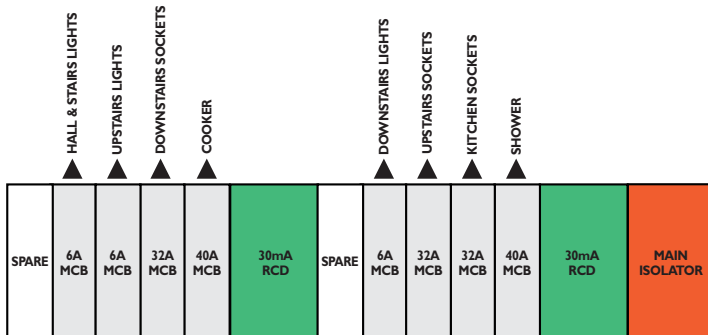 HALL & STAIRS LIGHTS
UPSTAIRS LIGHTS
DOWNSTAIRS SOCKETS
COOKER
DOWNSTAIRS LIGHTS
UPSTAIRS SOCKETS
KITCHEN SOCKETS
SHOWER
SPARE
6A
MCB
6A
MCB
32A
MCB
40A
MCB
30mA
RCD
SPARE
6A
MCB
32A
MCB
32A
MCB
40A
MCB
30mA
RCD
MAIN
ISOLATOR